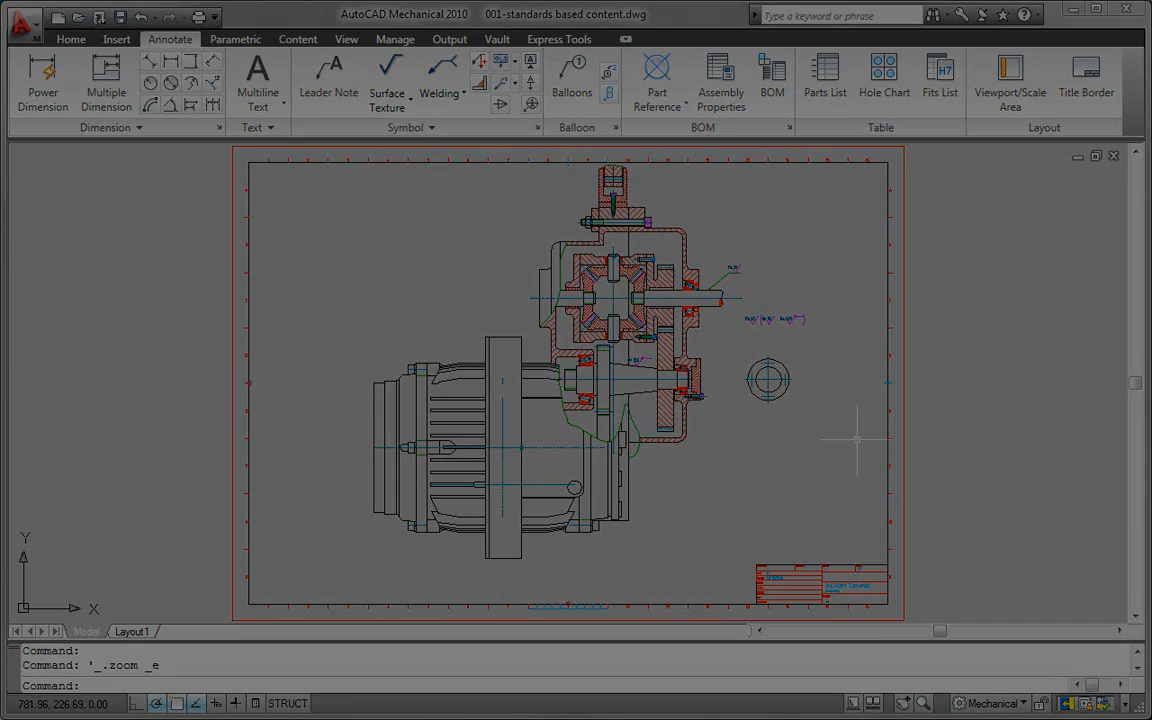 AutoCAD Mechanical 2010 001-standards based content.dwg
Type a keyword or phrase
Home Insert Annotate Parametric Content View Manage Output Vault Express Tools
Power Dimension
Multiple Dimension
Multiline Text
Leader Note
Surface Texture
Welding
Balloons
Part Reference
Assembly Properties
BOM
Parts List
Hole Chart
Fits List
Viewport/Scale Area
Title Border
Dimension Text Symbol Balloon BOM Table Layout
ACADM Tutorial
Y
X
Model Layout1
Command:
Command: '_.zoom _e
Command:
781.96, 226.69, 0.00 STRUCT Mechanical